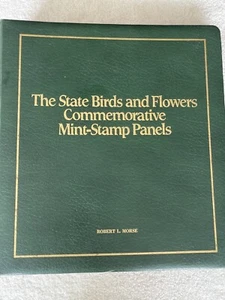 The State Birds and Flowers
Commemorative
Mint-Stamp Panels
ROBERT L. MORSE